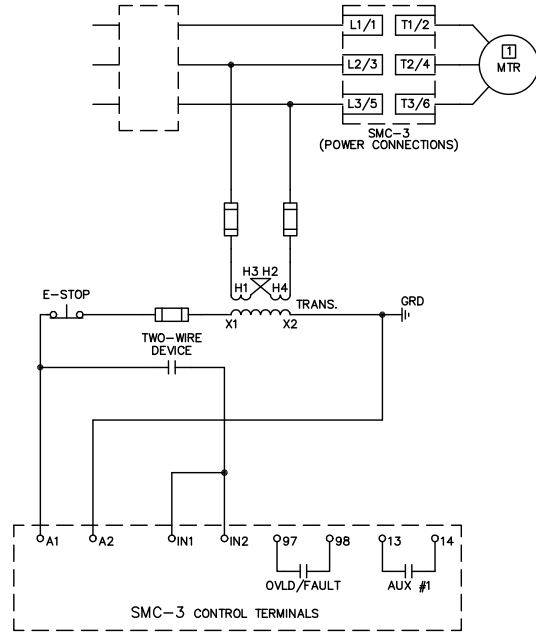 L1/1 T1/2
1
MTR
L2/3 T2/4
L3/5 T3/6
SMC-3
(POWER CONNECTIONS)
H3 H2
H1 H4
E-STOP
TRANS.
GRD
X1 X2
TWO-WIRE
DEVICE
A1 A2 IN1 IN2 97 98 13 14
OVLD/FAULT AUX #1
SMC-3 CONTROL TERMINALS